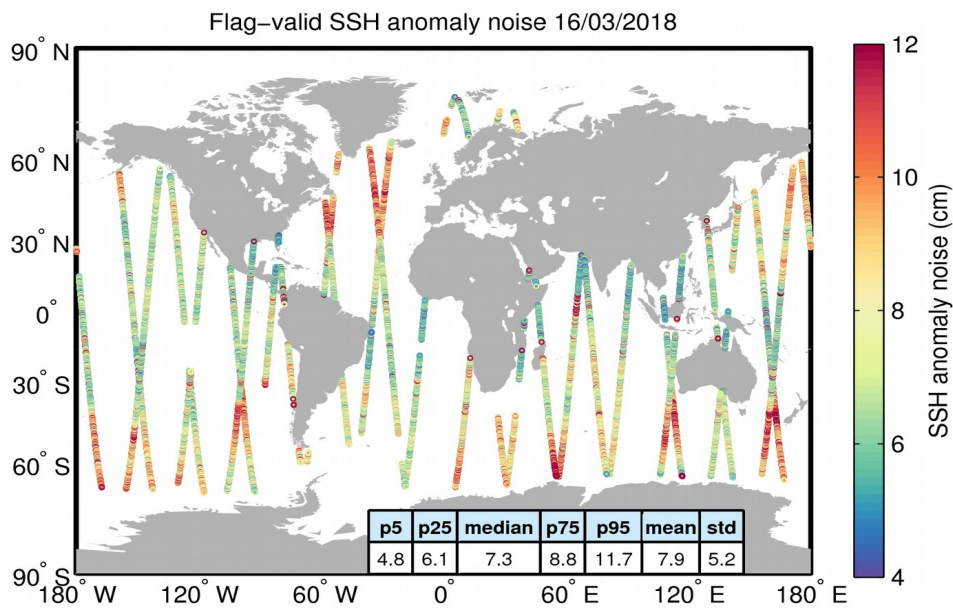 Flag−valid SSH anomaly noise 16/03/2018
90° N
60° N
30° N
0°
30° S
60° S
90° S
180° W
120° W
60° W
0°
60° E
120° E
180° E
p5 p25 median p75 p95 mean std
4.8 6.1 7.3 8.8 11.7 7.9 5.2
12
10
8
6
4
SSH anomaly noise (cm)